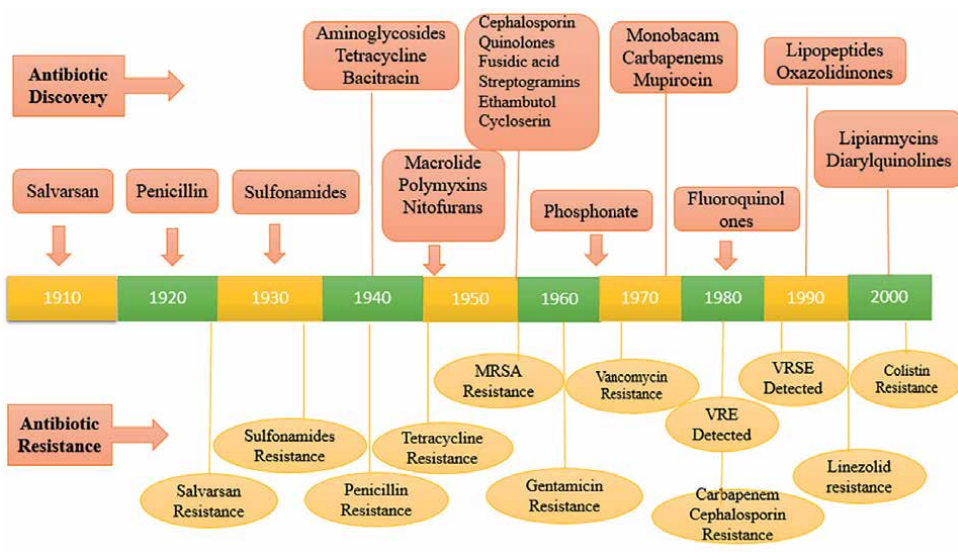 Antibiotic
Discovery
Aminoglycosides
Tetracycline
Bacitracin
Cephalosporin
Quinolones
Fusidic acid
Streptogramins
Ethambutol
Cycloserin
Monobacam
Carbapenems
Mupirocin
Lipopeptides
Oxazolidinones
Lipiarmycins
Diarylquinolines
Salvarsan
Penicillin
Sulfonamides
Macrolide
Polymyxins
Nitofurans
Phosphonate
Fluoroquinol
ones
1910
1920
1930
1940
1950
1960
1970
1980
1990
2000
Antibiotic
Resistance
Salvarsan
Resistance
Sulfonamides
Resistance
Penicillin
Resistance
Tetracycline
Resistance
MRSA
Resistance
Gentamicin
Resistance
Vancomycin
Resistance
VRE
Detected
Carbapenem
Cephalosporin
Resistance
VRSE
Detected
Linezolid
resistance
Colistin
Resistance